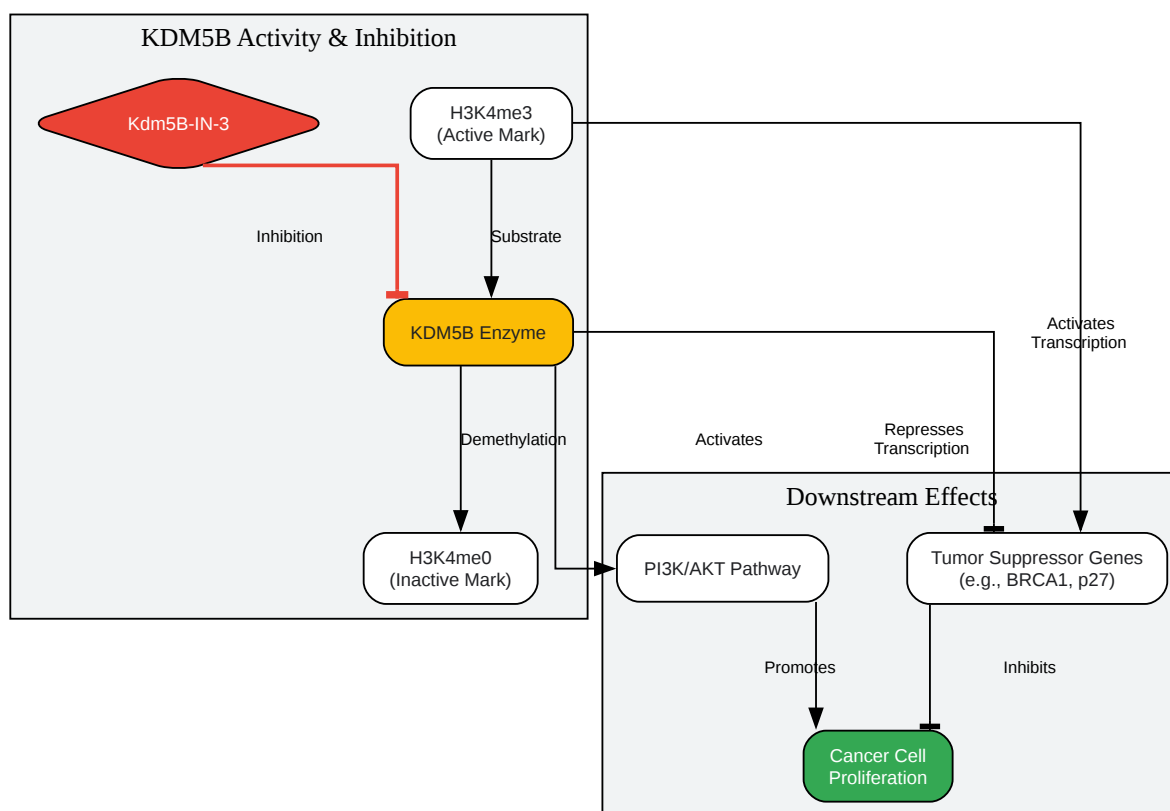 KDM5B Activity & Inhibition
Kdm5B-IN-3
H3K4me3
(Active Mark)
Inhibition
Substrate
KDM5B Enzyme
Activates
Transcription
Demethylation
Activates
Represses
Transcription
Downstream Effects
H3K4me0
(Inactive Mark)
PI3K/AKT Pathway
Tumor Suppressor Genes
(e.g., BRCA1, p27)
Promotes
Inhibits
Cancer Cell
Proliferation